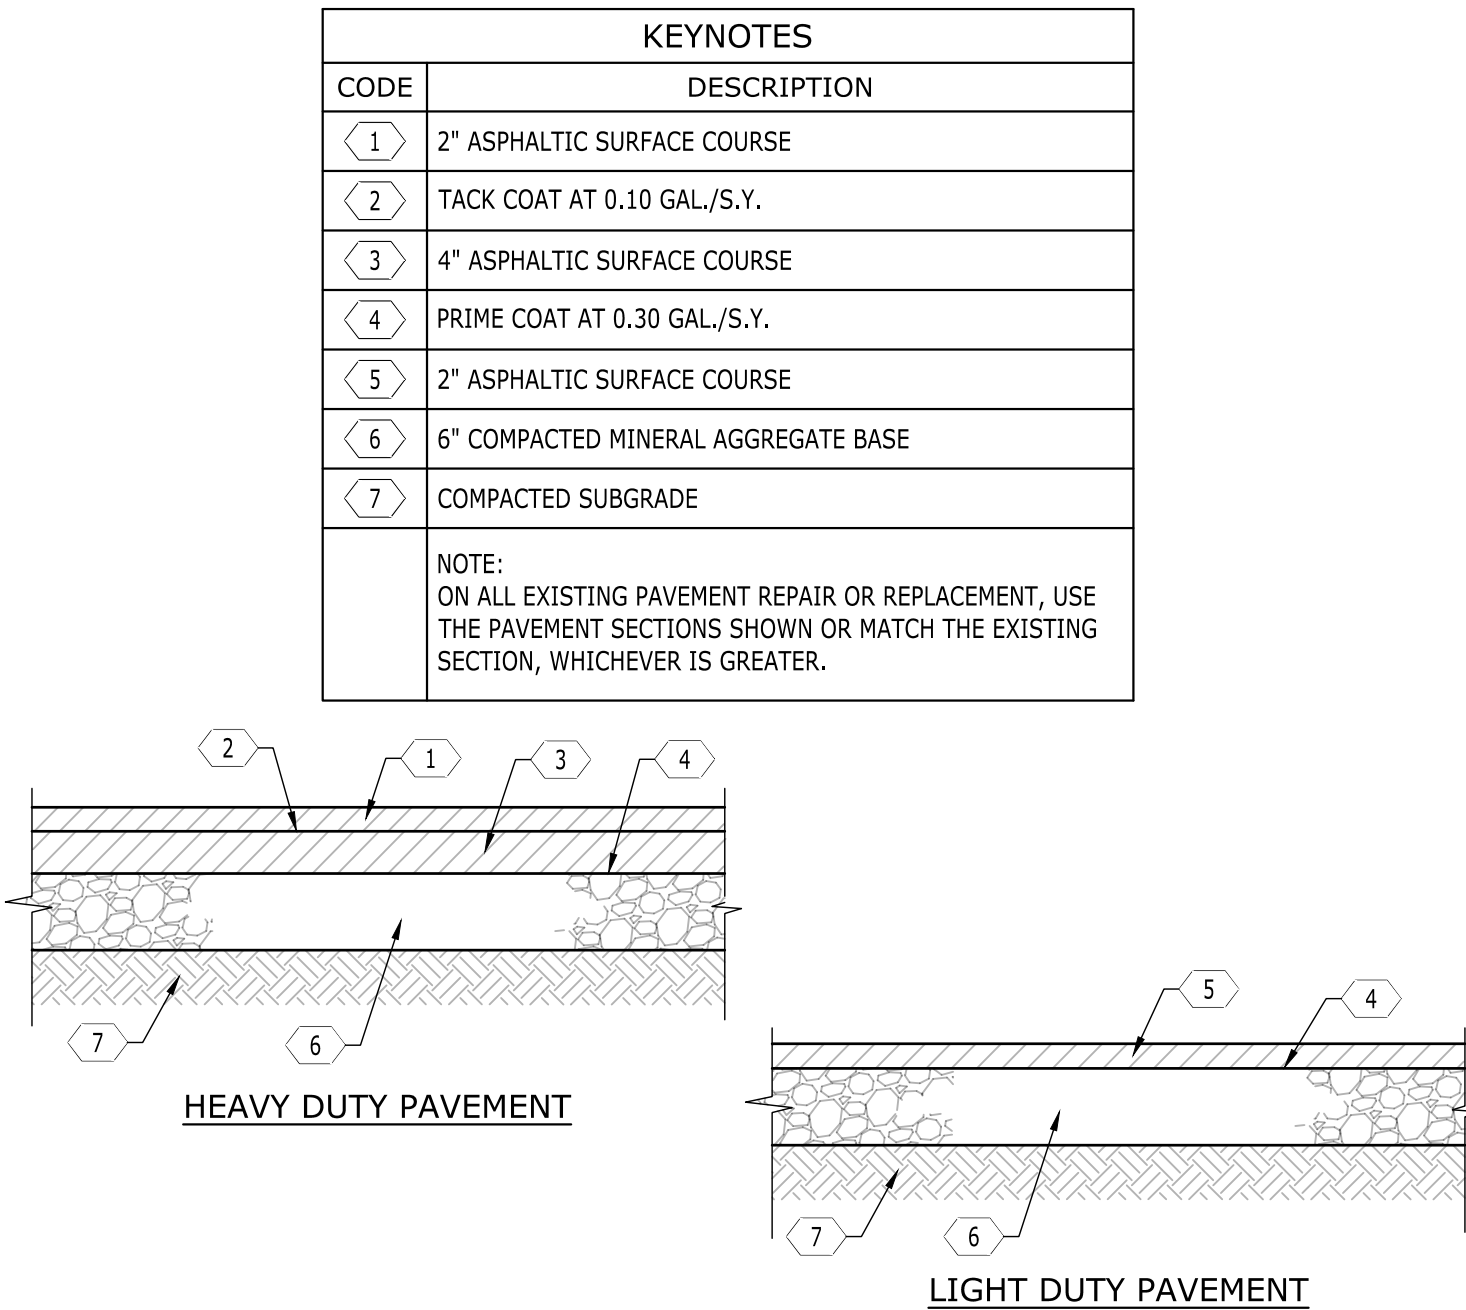 KEYNOTES
CODE DESCRIPTION
1 2" ASPHALTIC SURFACE COURSE
2 TACK COAT AT 0.10 GAL./S.Y.
3 4" ASPHALTIC SURFACE COURSE
4 PRIME COAT AT 0.30 GAL./S.Y.
5 2" ASPHALTIC SURFACE COURSE
6 6" COMPACTED MINERAL AGGREGATE BASE
7 COMPACTED SUBGRADE
NOTE:
ON ALL EXISTING PAVEMENT REPAIR OR REPLACEMENT, USE
THE PAVEMENT SECTIONS SHOWN OR MATCH THE EXISTING
SECTION, WHICHEVER IS GREATER.
2 1 3 4
7 6
HEAVY DUTY PAVEMENT
5 4
7 6
LIGHT DUTY PAVEMENT